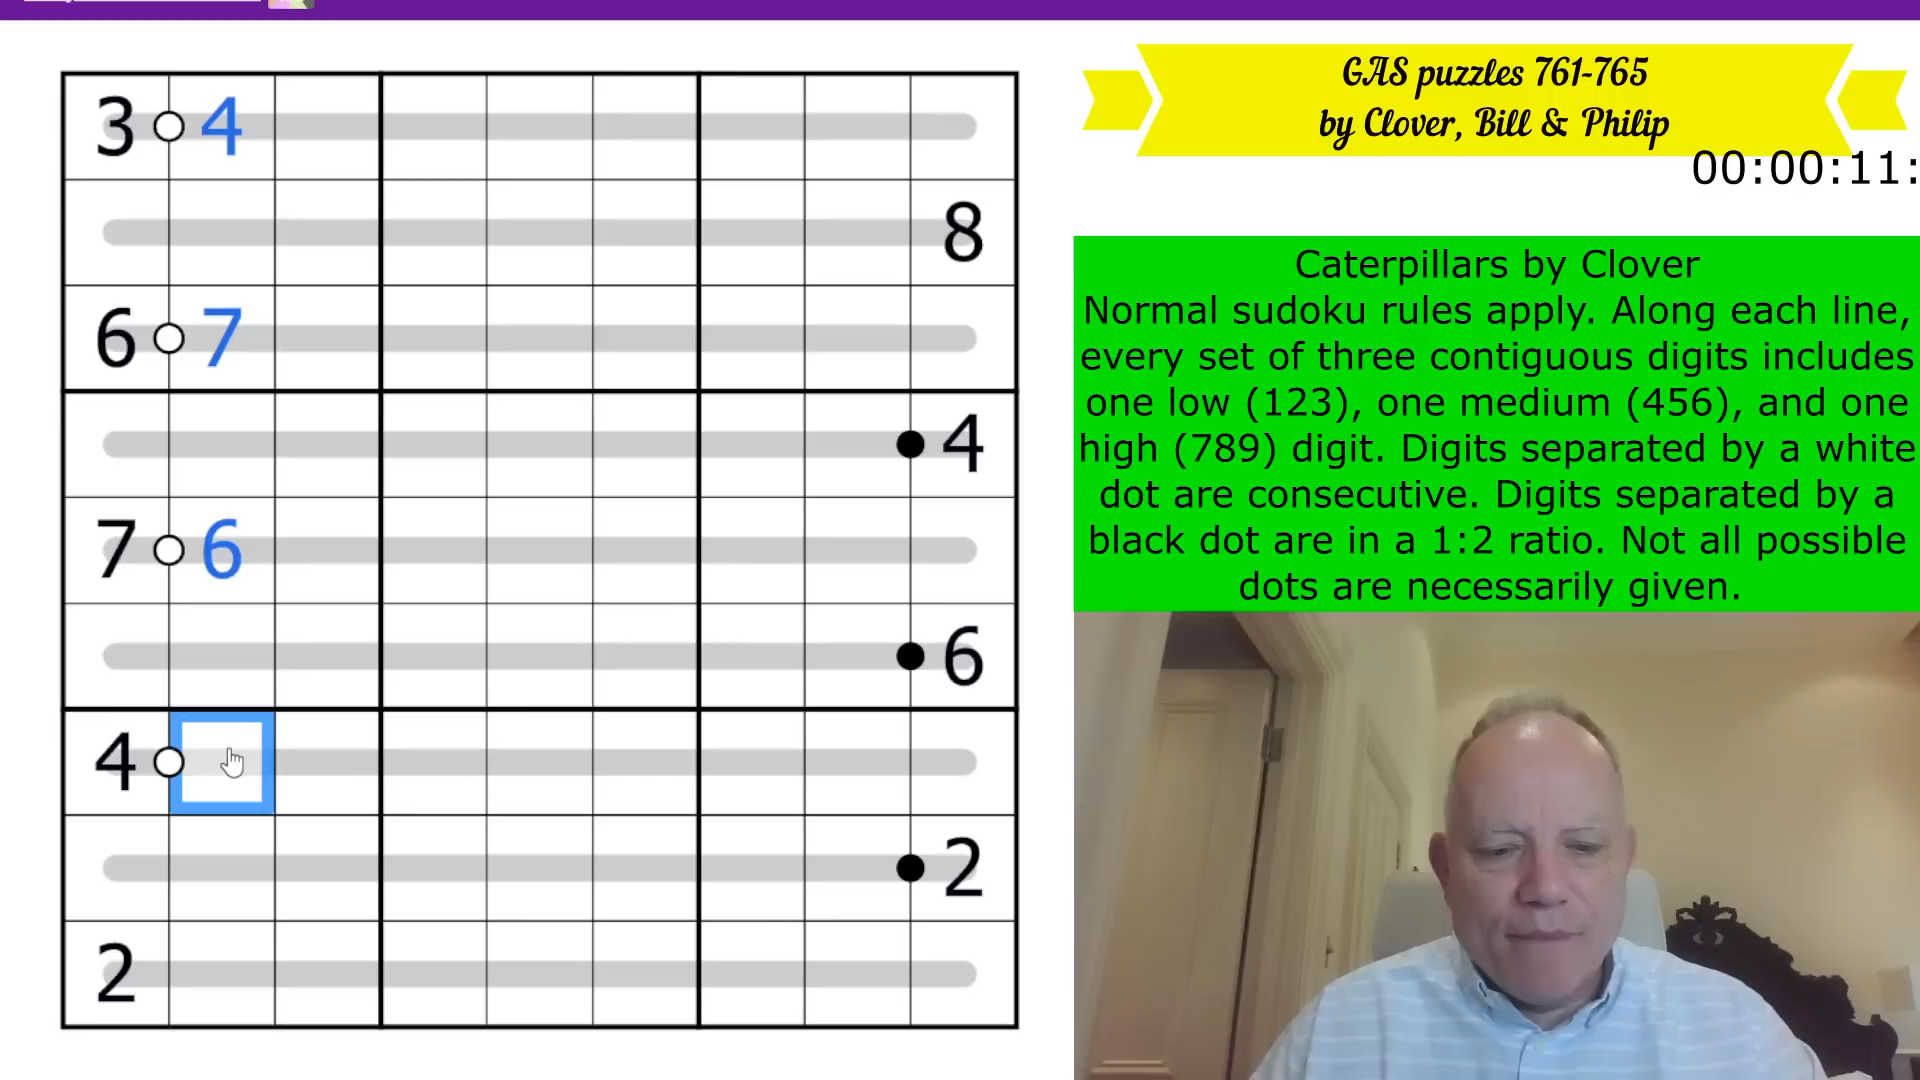 GAS puzzles 761-765
by Clover, Bill & Philip
00:00:11:
Caterpillars by Clover
Normal sudoku rules apply. Along each line,
every set of three contiguous digits includes
one low (123), one medium (456), and one
high (789) digit. Digits separated by a white
dot are consecutive. Digits separated by a
black dot are in a 1:2 ratio. Not all possible
dots are necessarily given.
3 4
8
6 7
4
7 6
6
4
2
2